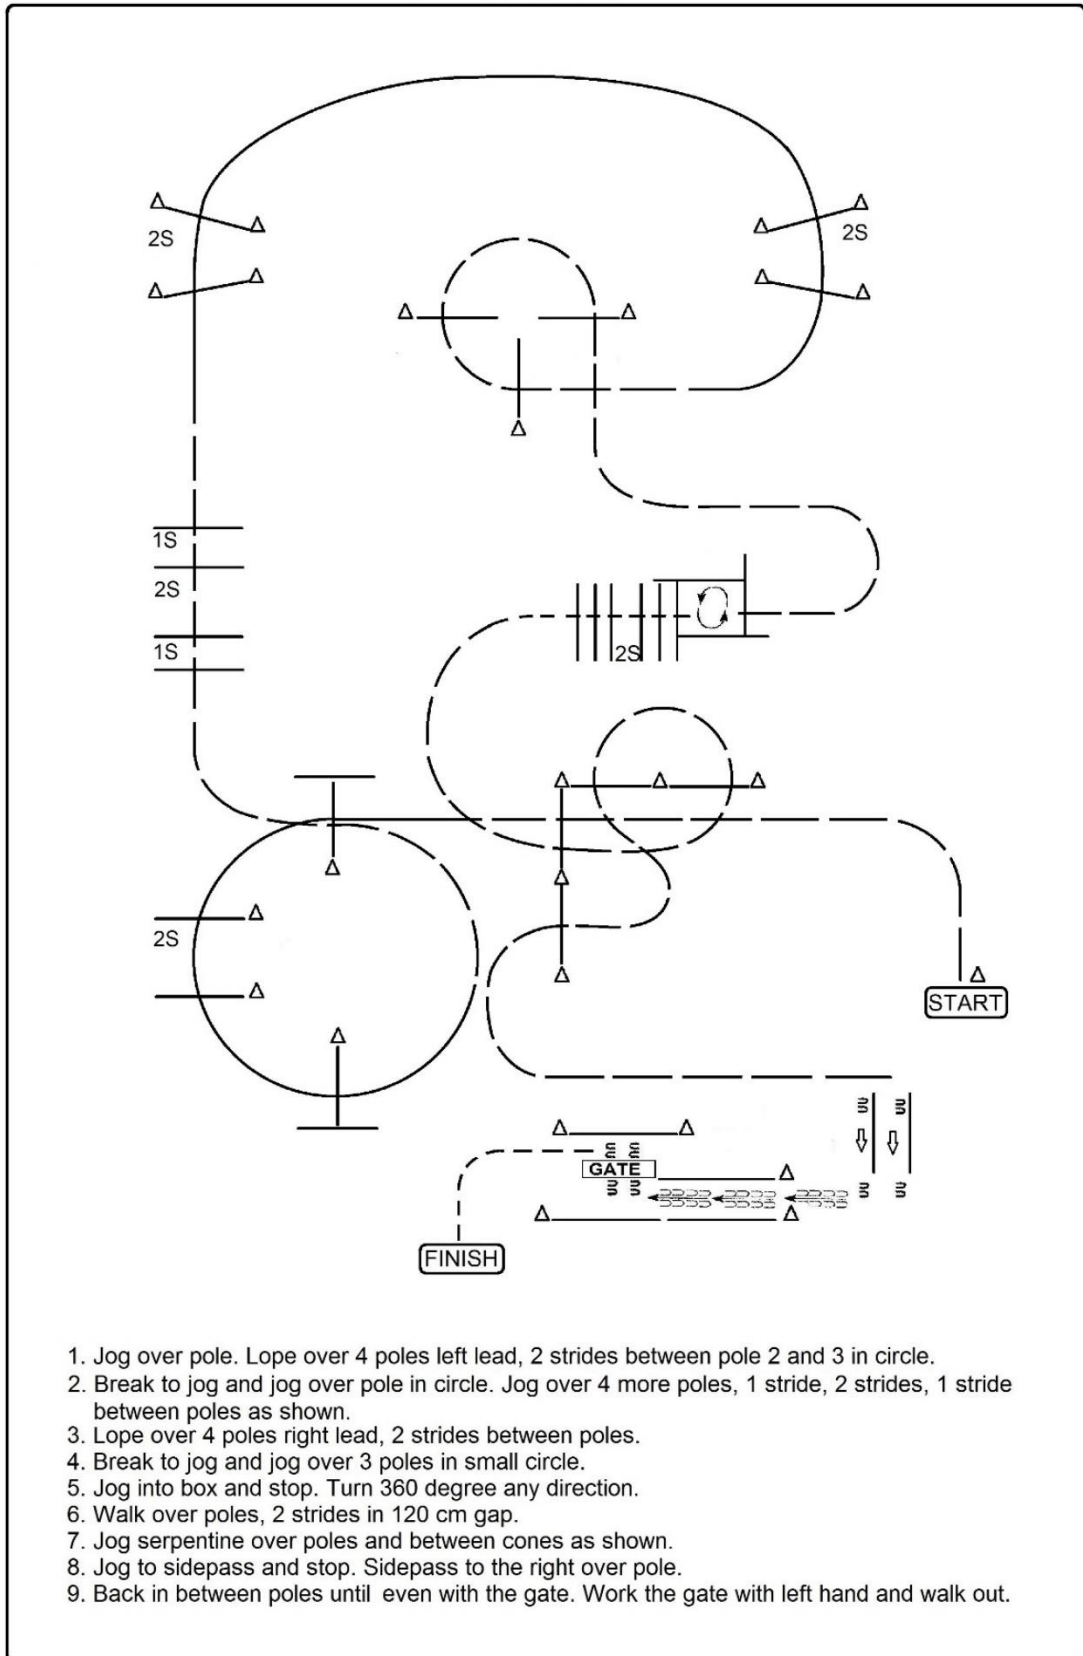 2S
2S
1S
2S
1S
2S
2S
START
GATE
FINISH
1. Jog over pole. Lope over 4 poles left lead, 2 strides between pole 2 and 3 in circle.
2. Break to jog and jog over pole in circle. Jog over 4 more poles, 1 stride, 2 strides, 1 stride
between poles as shown.
3. Lope over 4 poles right lead, 2 strides between poles.
4. Break to jog and jog over 3 poles in small circle.
5. Jog into box and stop. Turn 360 degree any direction.
6. Walk over poles, 2 strides in 120 cm gap.
7. Jog serpentine over poles and between cones as shown.
8. Jog to sidepass and stop. Sidepass to the right over pole.
9. Back in between poles until even with the gate. Work the gate with left hand and walk out.